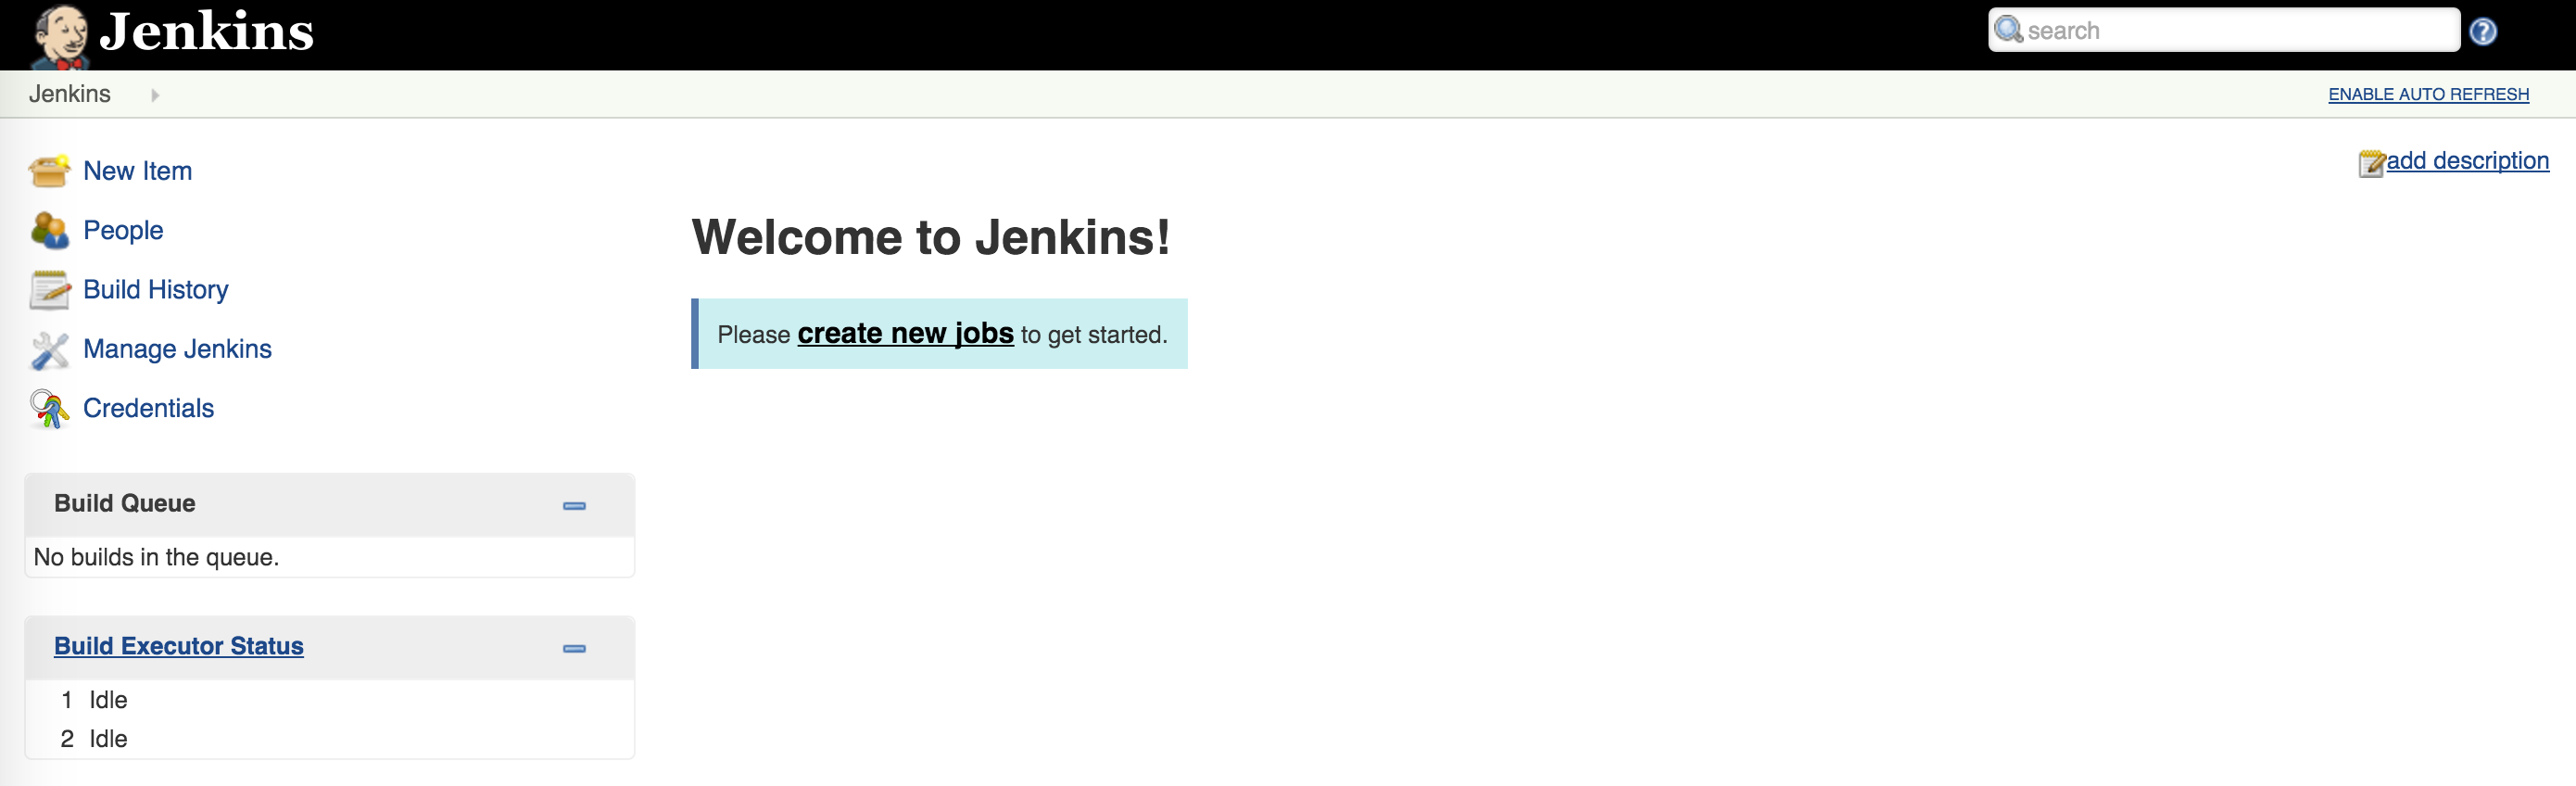 Jenkins
search
?
Jenkins
ENABLE AUTO REFRESH
New Item
People
Build History
Manage Jenkins
Credentials
Build Queue
No builds in the queue.
Build Executor Status
1 Idle
2 Idle
add description
Welcome to Jenkins!
Please create new jobs to get started.